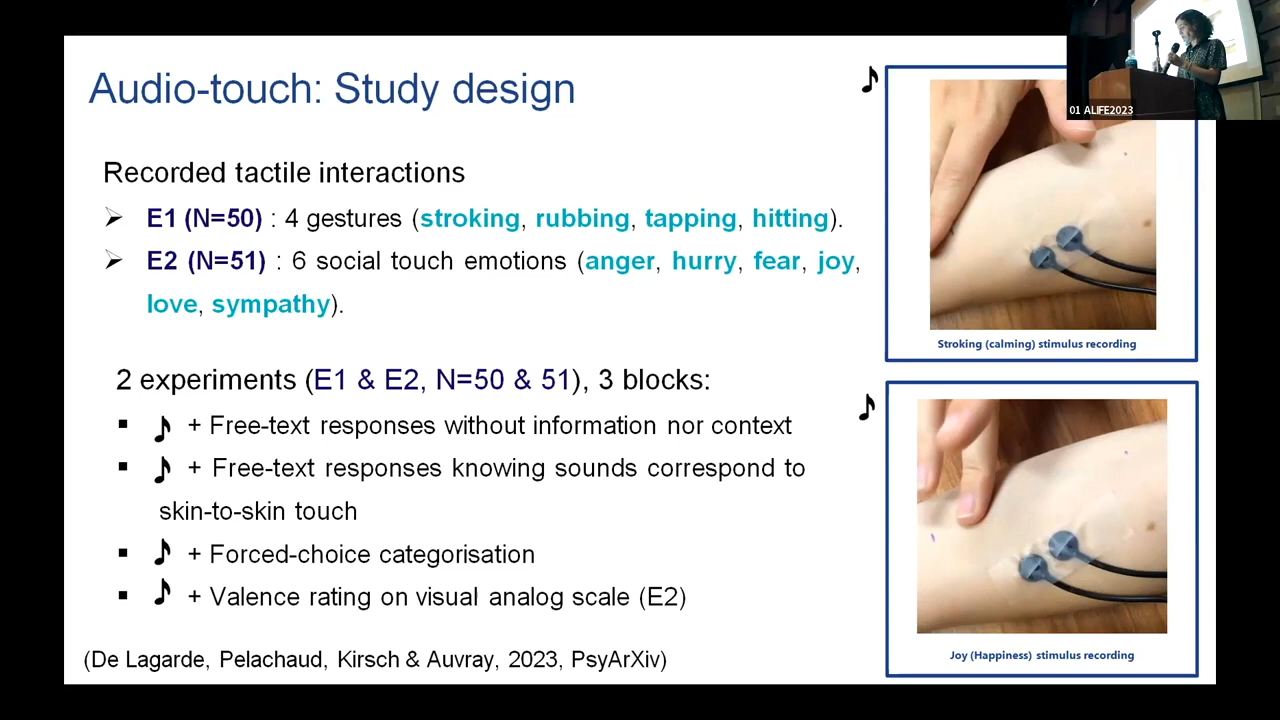 Audio-touch: Study design
01 ALIFE2023
Recorded tactile interactions
E1 (N=50) : 4 gestures (stroking, rubbing, tapping, hitting).
E2 (N=51) : 6 social touch emotions (anger, hurry, fear, joy,
love, sympathy).
Stroking (calming) stimulus recording
2 experiments (E1 & E2, N=50 & 51), 3 blocks:
+ Free-text responses without information nor context
+ Free-text responses knowing sounds correspond to
skin-to-skin touch
+ Forced-choice categorisation
+ Valence rating on visual analog scale (E2)
Joy (Happiness) stimulus recording
(De Lagarde, Pelachaud, Kirsch & Auvray, 2023, PsyArXiv)